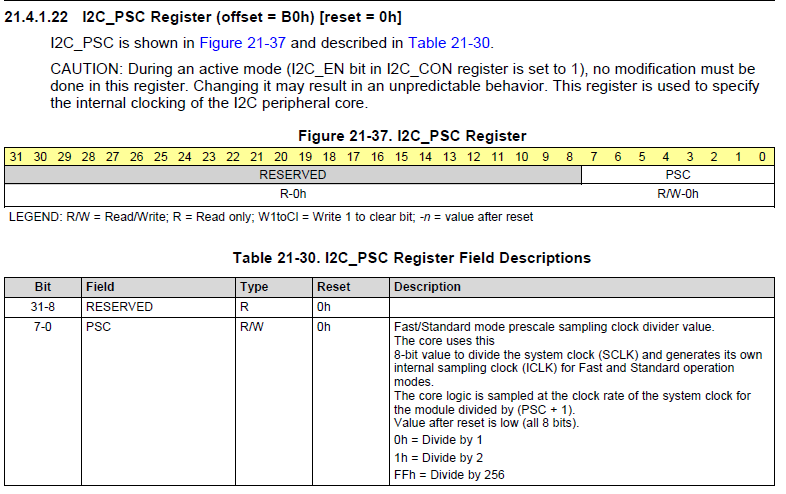 21.4.1.22 I2C_PSC Register (offset = B0h) [reset = 0h]
I2C_PSC is shown in Figure 21-37 and described in Table 21-30.
CAUTION: During an active mode (I2C_EN bit in I2C_CON register is set to 1), no modification must be
done in this register. Changing it may result in an unpredictable behavior. This register is used to specify
the internal clocking of the I2C peripheral core.
Figure 21-37. I2C_PSC Register
31 30 29 28 27 26 25 24 23 22 21 20 19 18 17 16 15 14 13 12 11 10 9 8 7 6 5 4 3 2 1 0
RESERVED PSC
R-0h R/W-0h
LEGEND: R/W = Read/Write; R = Read only; W1toCl = Write 1 to clear bit; -n = value after reset
Table 21-30. I2C_PSC Register Field Descriptions
Bit Field Type Reset Description
31-8 RESERVED R 0h
7-0 PSC R/W 0h Fast/Standard mode prescale sampling clock divider value.
The core uses this
8-bit value to divide the system clock (SCLK) and generates its own
internal sampling clock (ICLK) for Fast and Standard operation
modes.
The core logic is sampled at the clock rate of the system clock for
the module divided by (PSC + 1).
Value after reset is low (all 8 bits).
0h = Divide by 1
1h = Divide by 2
FFh = Divide by 256